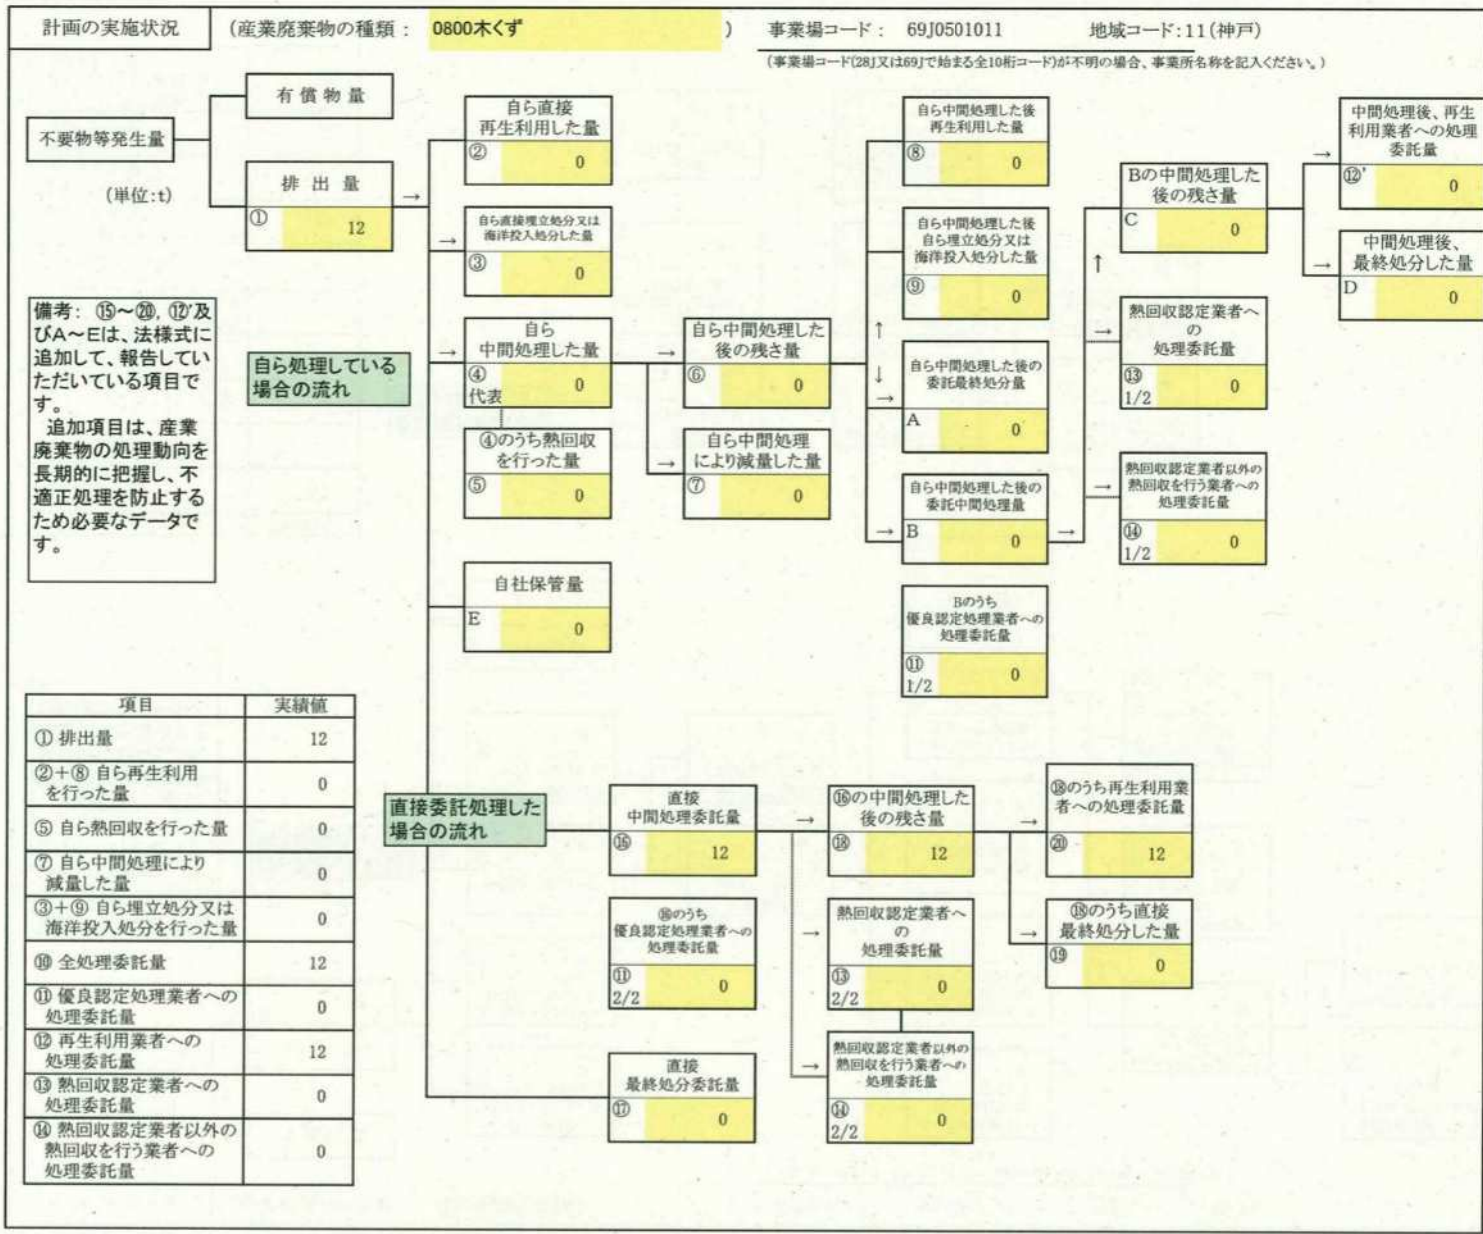 計画の実施状況
(産業廃棄物の種類： 0800木くず ) 事業場コード： 69J0501011 地域コード:11(神戸)
(事業場コード(28J又は69Jで始まる全10桁コード)が不明の場合、事業所名称を記入ください。)
不要物等発生量
(単位:t)
有償物量
排出量
① 12
→
自ら直接
再生利用した量
② 0
→
自ら直接埋立処分又は
海洋投入処分した量
③ 0
→
自ら
中間処理した量
④ 0
代表
④のうち熱回収
を行った量
⑤ 0
自社保管量
E 0
→
自ら中間処理した
後の残さ量
⑥ 0
→
自ら中間処理
により減量した量
⑦ 0
自ら中間処理した後
再生利用した量
⑧ 0
自ら中間処理した後
自ら埋立処分又は
海洋投入処分した量
⑨ 0
↑
↓
→
自ら中間処理した後の
委託最終処分量
A 0
→
自ら中間処理した後の
委託中間処理量
B 0
→
Bのうち
優良認定処理業者への
処理委託量
⑪ 0
1/2
Bの中間処理した
後の残さ量
C 0
↑
→
熱回収認定業者へ
の
処理委託量
⑬ 0
1/2
→
熱回収認定業者以外の
熱回収を行う業者への
処理委託量
⑭ 0
1/2
→
中間処理後、再生
利用業者への処理
委託量
⑫' 0
→
中間処理後、
最終処分した量
D 0
備考： ⑮～⑳, ⑫'及
びA～Eは、法様式に
追加して、報告してい
ただいている項目で
す。
追加項目は、産業
廃棄物の処理動向を
長期的に把握し、不
適正処理を防止する
ため必要なデータで
す。
自ら処理している
場合の流れ
項目 実績値
① 排出量 12
②＋⑧ 自ら再生利用
を行った量 0
⑤ 自ら熱回収を行った量 0
⑦ 自ら中間処理により
減量した量 0
③＋⑨ 自ら埋立処分又は
海洋投入処分を行った量 0
⑩ 全処理委託量 12
⑪ 優良認定処理業者への
処理委託量 0
⑫ 再生利用業者への
処理委託量 12
⑬ 熱回収認定業者への
処理委託量 0
⑭ 熱回収認定業者以外の
熱回収を行う業者への
処理委託量 0
直接委託処理した
場合の流れ
直接
中間処理委託量
⑯ 12
→
⑯のうち
優良認定処理業者への
処理委託量
⑪ 0
2/2
直接
最終処分委託量
⑰ 0
⑯の中間処理した
後の残さ量
⑱ 12
→
→
熱回収認定業者へ
の
処理委託量
⑬ 0
2/2
→
熱回収認定業者以外の
熱回収を行う業者への
処理委託量
⑭ 0
2/2
⑱のうち再生利用業
者への処理委託量
⑳ 12
→
⑱のうち直接
最終処分した量
⑲ 0